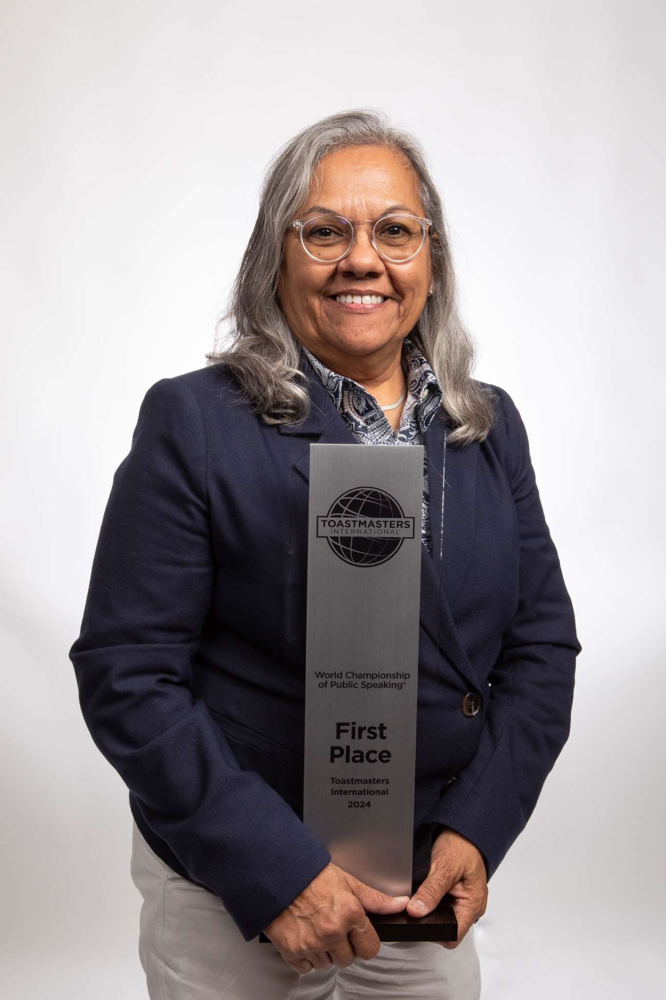 TOASTMASTERS
INTERNATIONAL
World Championship
of Public Speaking®
First
Place
Toastmasters
International
2024